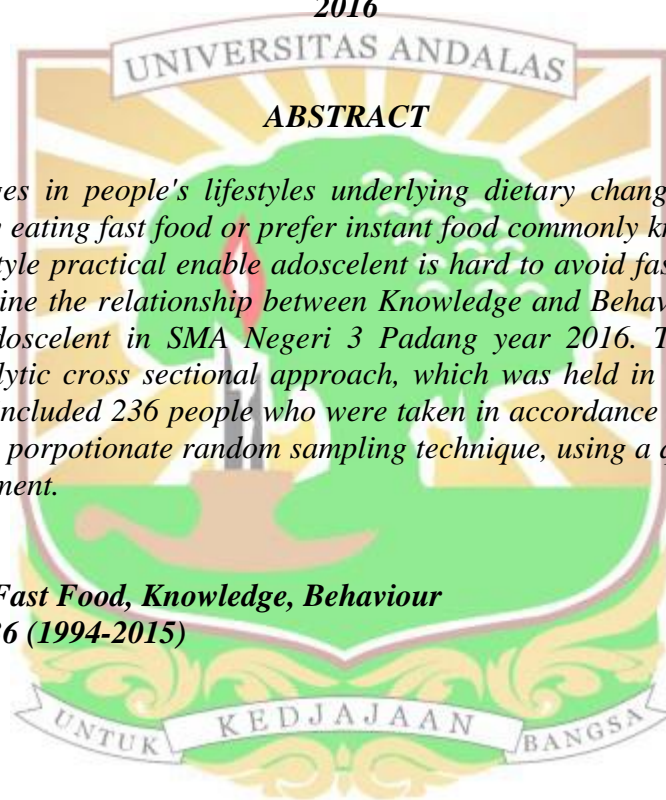 2016
UNIVERSITAS ANDALAS
ABSTRACT
es in people's lifestyles underlying dietary chang
eating fast food or prefer instant food commonly k
tyle practical enable adoscelent is hard to avoid fas
ine the relationship between Knowledge and Behav
doscelent in SMA Negeri 3 Padang year 2016. T
lytic cross sectional approach, which was held in
ncluded 236 people who were taken in accordance
porpotionate random sampling technique, using a
ment.
Fast Food, Knowledge, Behaviour
6 (1994-2015)
UNTUK KEDJAJAAN BANGSA